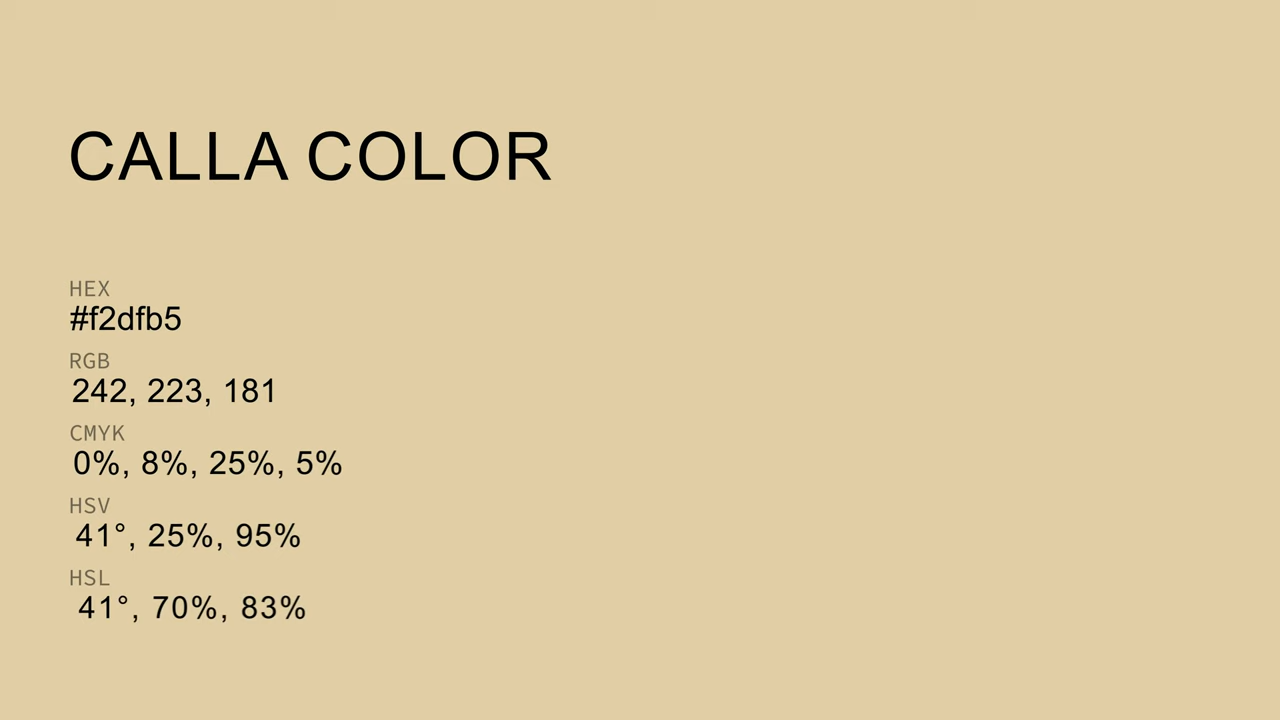 CALLA COLOR
HEX
#f2dfb5
RGB
242, 223, 181
CMYK
0%, 8%, 25%, 5%
HSV
41°, 25%, 95%
HSL
41°, 70%, 83%